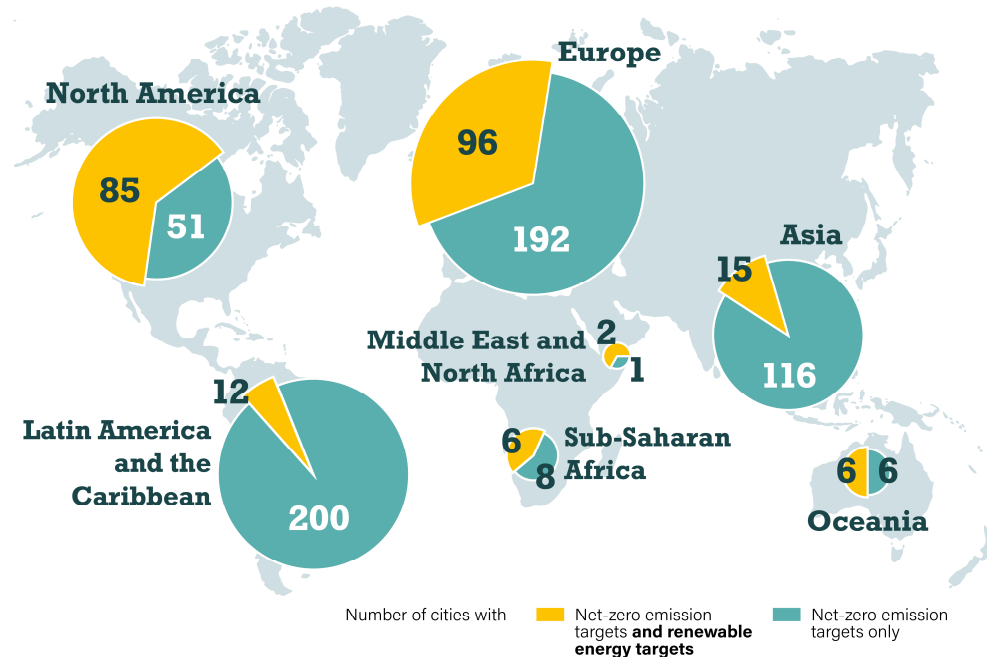 Europe
North America
96
85
51
192
Asia
15
116
Middle East and
North Africa
2
1
12
Latin America
and the
Caribbean
200
6
8
Sub-Saharan
Africa
6
6
Oceania
Number of cities with
Net-zero emission
targets and renewable
energy targets
Net-zero emission
targets only